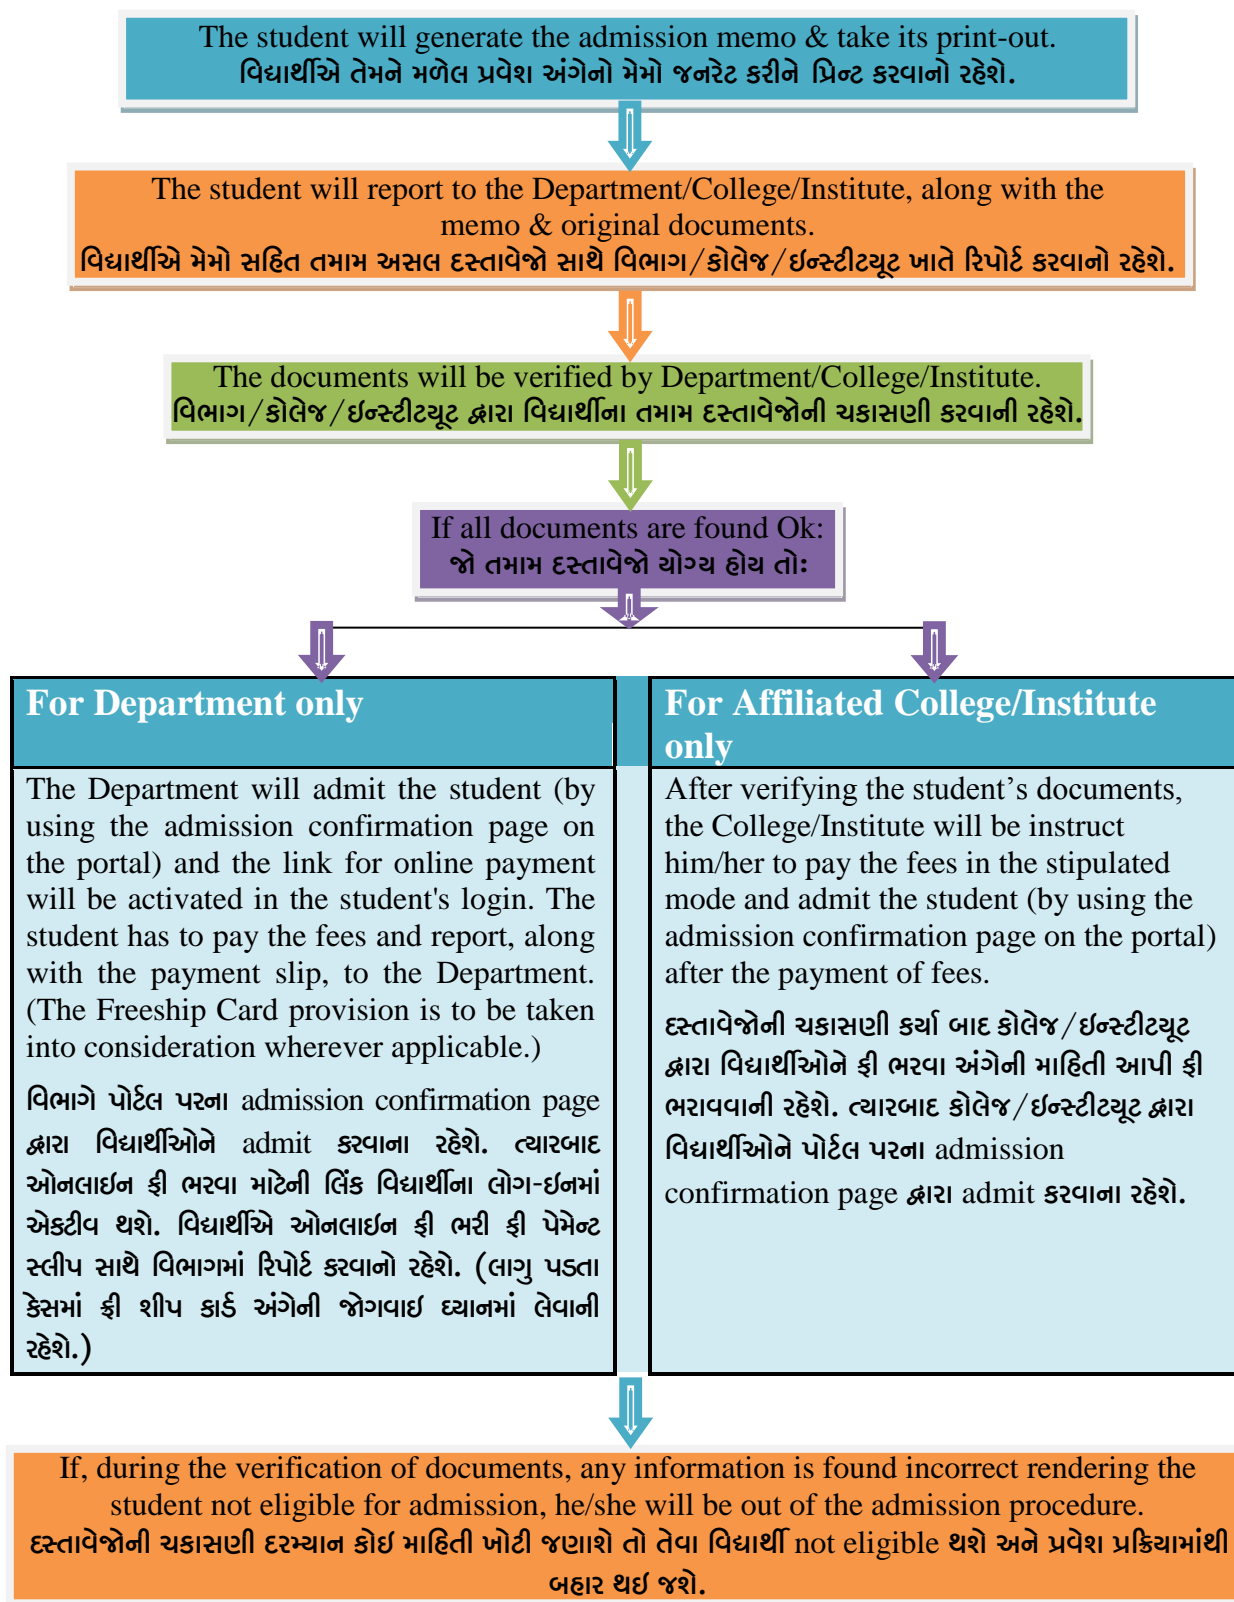 The student will generate the admission memo & take its print-out.
વિદ્યાર્થીએ તેમને મળેલ પ્રવેશ અંગેનો મેમો જનરેટ કરીને પ્રિન્ટ કરવાનો રહેશે.
The student will report to the Department/College/Institute, along with the
memo & original documents.
વિદ્યાર્થીએ મેમો સહિત તમામ અસલ દસ્તાવેજો સાથે વિભાગ/કોલેજ/ઇન્સ્ટીટયૂટ ખાતે રિપોર્ટ કરવાનો રહેશે.
The documents will be verified by Department/College/Institute.
વિભાગ/કોલેજ/ઇન્સ્ટીટયૂટ દ્વારા વિદ્યાર્થીના તમામ દસ્તાવેજોની ચકાસણી કરવાની રહેશે.
If all documents are found Ok:
જો તમામ દસ્તાવેજો યોગ્ય હોય તોઃ
For Department only
The Department will admit the student (by
using the admission confirmation page on
the portal) and the link for online payment
will be activated in the student's login. The
student has to pay the fees and report, along
with the payment slip, to the Department.
(The Freeship Card provision is to be taken
into consideration wherever applicable.)
વિભાગે પોર્ટલ પરના admission confirmation page
દ્વારા વિદ્યાર્થીઓને admit કરવાના રહેશે. ત્યારબાદ
ઓનલાઇન ફી ભરવા માટેની લિંક વિદ્યાર્થીના લોગ-ઇનમાં
એકટીવ થશે. વિદ્યાર્થીએ ઓનલાઇન ફી ભરી ફી પેમેન્ટ
સ્લીપ સાથે વિભાગમાં રિપોર્ટ કરવાનો રહેશે. (લાગુ પડતા
કેસમાં ફ્રી શીપ કાર્ડ અંગેની જોગવાઇ ધ્યાનમાં લેવાની
રહેશે.)
For Affiliated College/Institute
only
After verifying the student’s documents,
the College/Institute will be instruct
him/her to pay the fees in the stipulated
mode and admit the student (by using the
admission confirmation page on the portal)
after the payment of fees.
દસ્તાવેજોની ચકાસણી કર્યા બાદ કોલેજ/ઇન્સ્ટીટયૂટ
દ્વારા વિદ્યાર્થીઓને ફી ભરવા અંગેની માહિતી આપી ફી
ભરાવવાની રહેશે. ત્યારબાદ કોલેજ/ઇન્સ્ટીટયૂટ દ્વારા
વિદ્યાર્થીઓને પોર્ટલ પરના admission
confirmation page દ્વારા admit કરવાના રહેશે.
If, during the verification of documents, any information is found incorrect rendering the
student not eligible for admission, he/she will be out of the admission procedure.
દસ્તાવેજોની ચકાસણી દરમ્યાન કોઇ માહિતી ખોટી જણાશે તો તેવા વિદ્યાર્થી not eligible થશે અને પ્રવેશ પ્રક્રિયામાંથી
બહાર થઇ જશે.